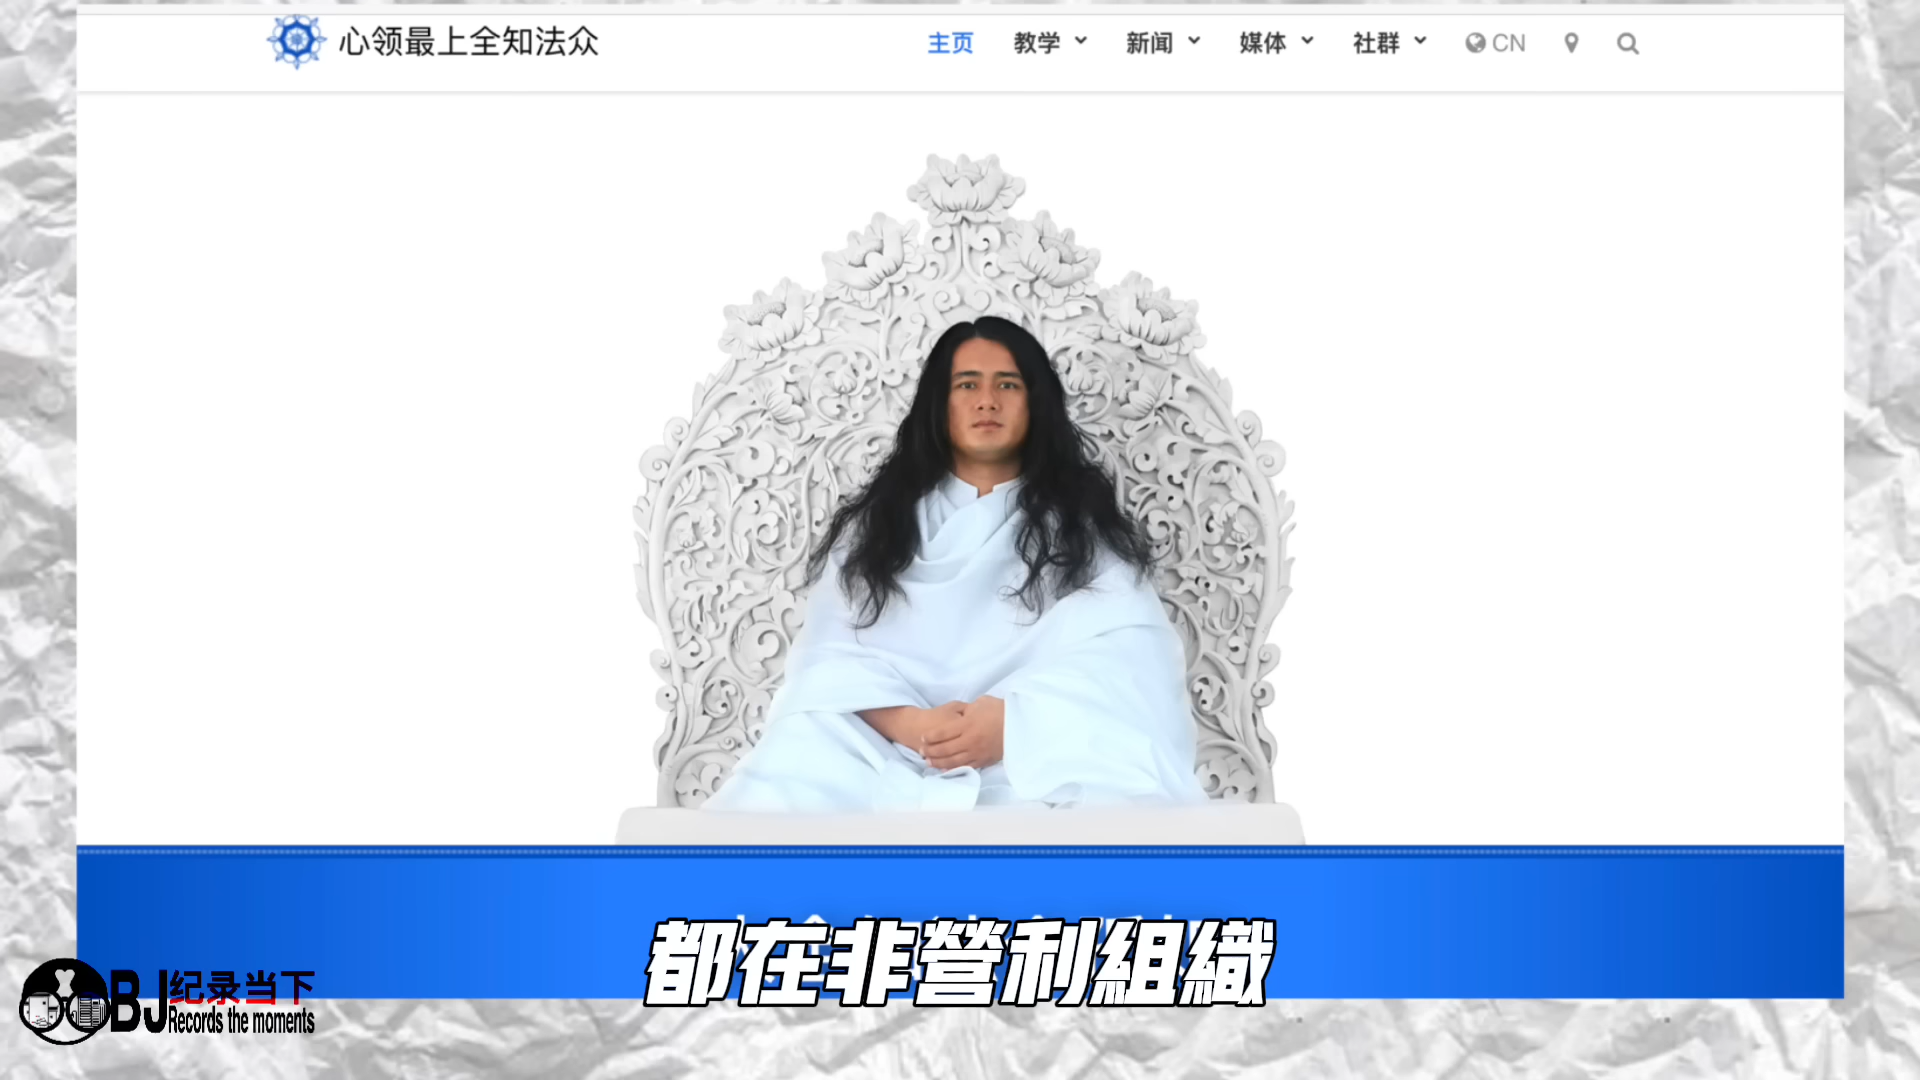 心领最上全知法众
主页 教学 新闻 媒体 社群 CN
都在非營利組織
BJ纪录当下
Records the moments